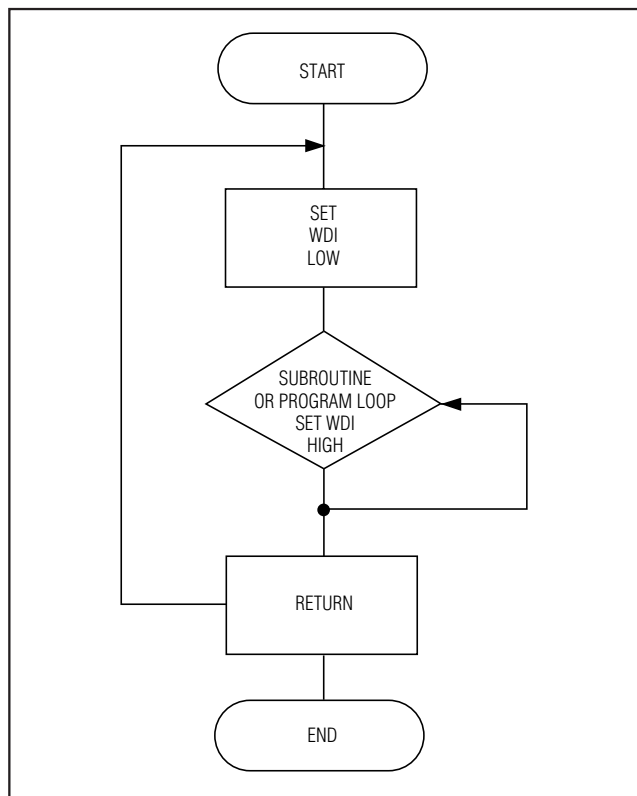 START
SET
WDI
LOW
SUBROUTINE
OR PROGRAM LOOP
SET WDI
HIGH
RETURN
END